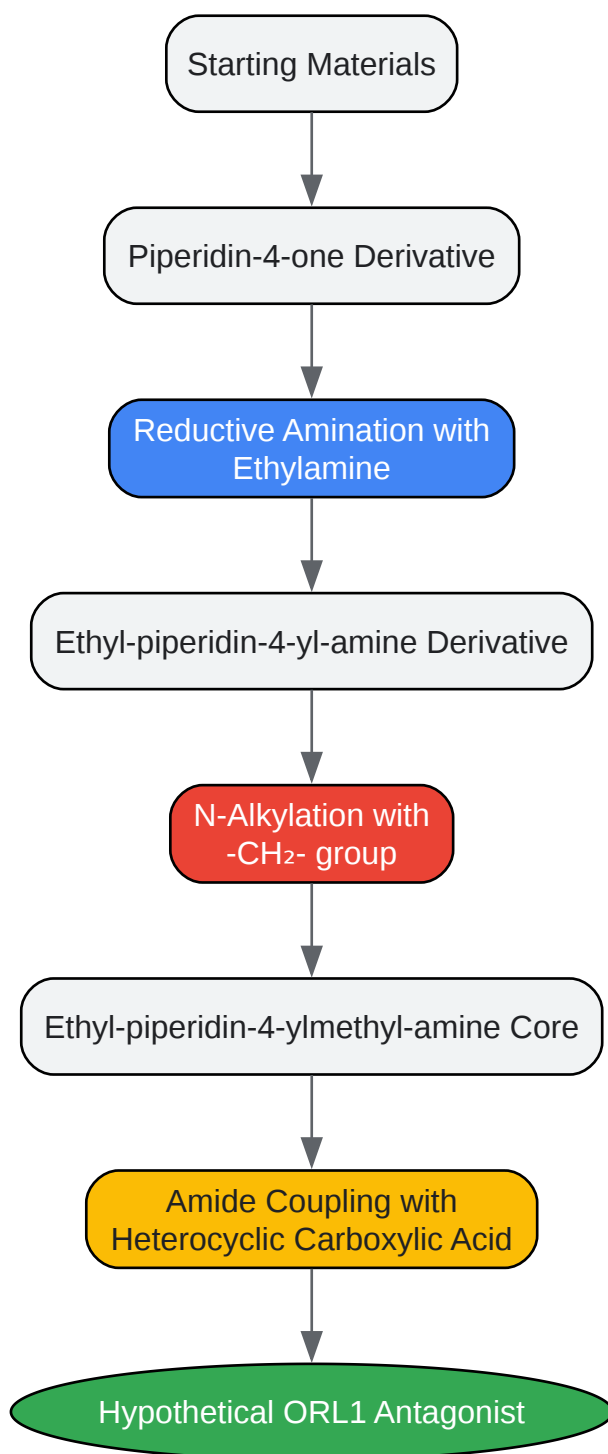 Starting Materials
Piperidin-4-one Derivative
Reductive Amination with
Ethylamine
Ethyl-piperidin-4-yl-amine Derivative
N-Alkylation with
-CH₂- group
Ethyl-piperidin-4-ylmethyl-amine Core
Amide Coupling with
Heterocyclic Carboxylic Acid
Hypothetical ORL1 Antagonist